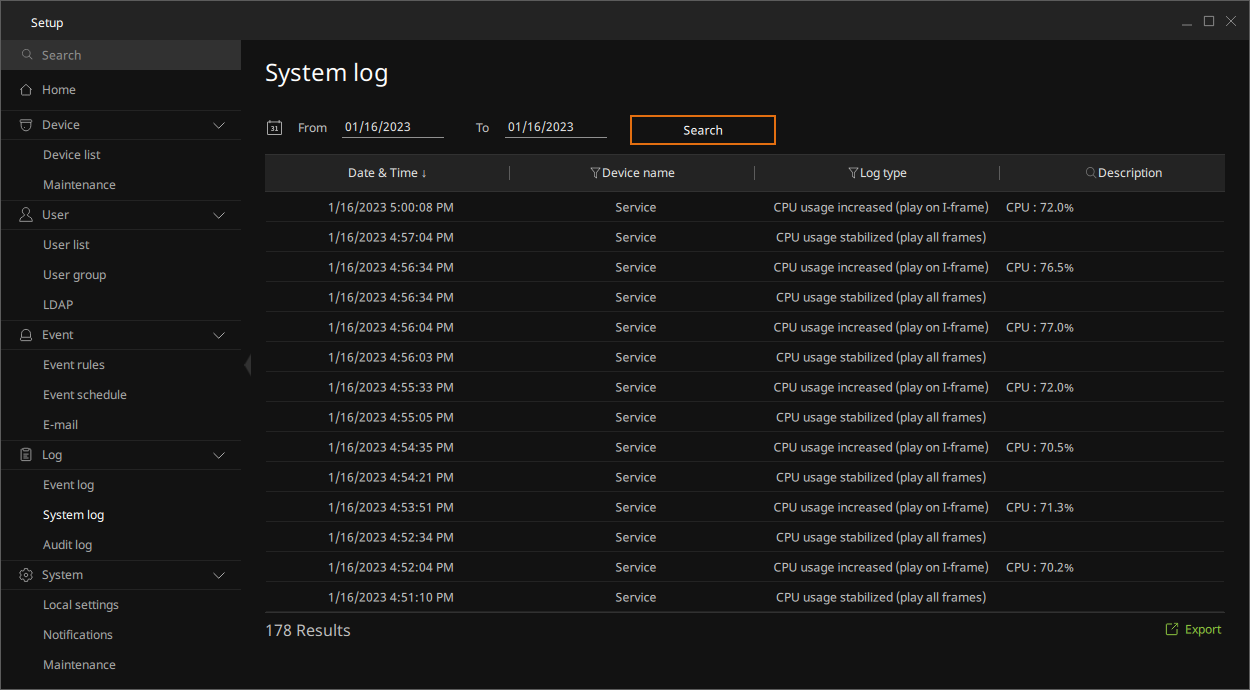 Setup
Search
Home
Device
Device list
Maintenance
User
User list
User group
LDAP
Event
Event rules
Event schedule
E-mail
Log
Event log
System log
Audit log
System
Local settings
Notifications
Maintenance
System log
31 From 01/16/2023 To 01/16/2023 Search
Date & Time ↓ Device name Log type Description
1/16/2023 5:00:08 PM Service CPU usage increased (play on I-frame) CPU : 72.0%
1/16/2023 4:57:04 PM Service CPU usage stabilized (play all frames)
1/16/2023 4:56:34 PM Service CPU usage increased (play on I-frame) CPU : 76.5%
1/16/2023 4:56:34 PM Service CPU usage stabilized (play all frames)
1/16/2023 4:56:04 PM Service CPU usage increased (play on I-frame) CPU : 77.0%
1/16/2023 4:56:03 PM Service CPU usage stabilized (play all frames)
1/16/2023 4:55:33 PM Service CPU usage increased (play on I-frame) CPU : 72.0%
1/16/2023 4:55:05 PM Service CPU usage stabilized (play all frames)
1/16/2023 4:54:35 PM Service CPU usage increased (play on I-frame) CPU : 70.5%
1/16/2023 4:54:21 PM Service CPU usage stabilized (play all frames)
1/16/2023 4:53:51 PM Service CPU usage increased (play on I-frame) CPU : 71.3%
1/16/2023 4:52:34 PM Service CPU usage stabilized (play all frames)
1/16/2023 4:52:04 PM Service CPU usage increased (play on I-frame) CPU : 70.2%
1/16/2023 4:51:10 PM Service CPU usage stabilized (play all frames)
178 Results Export